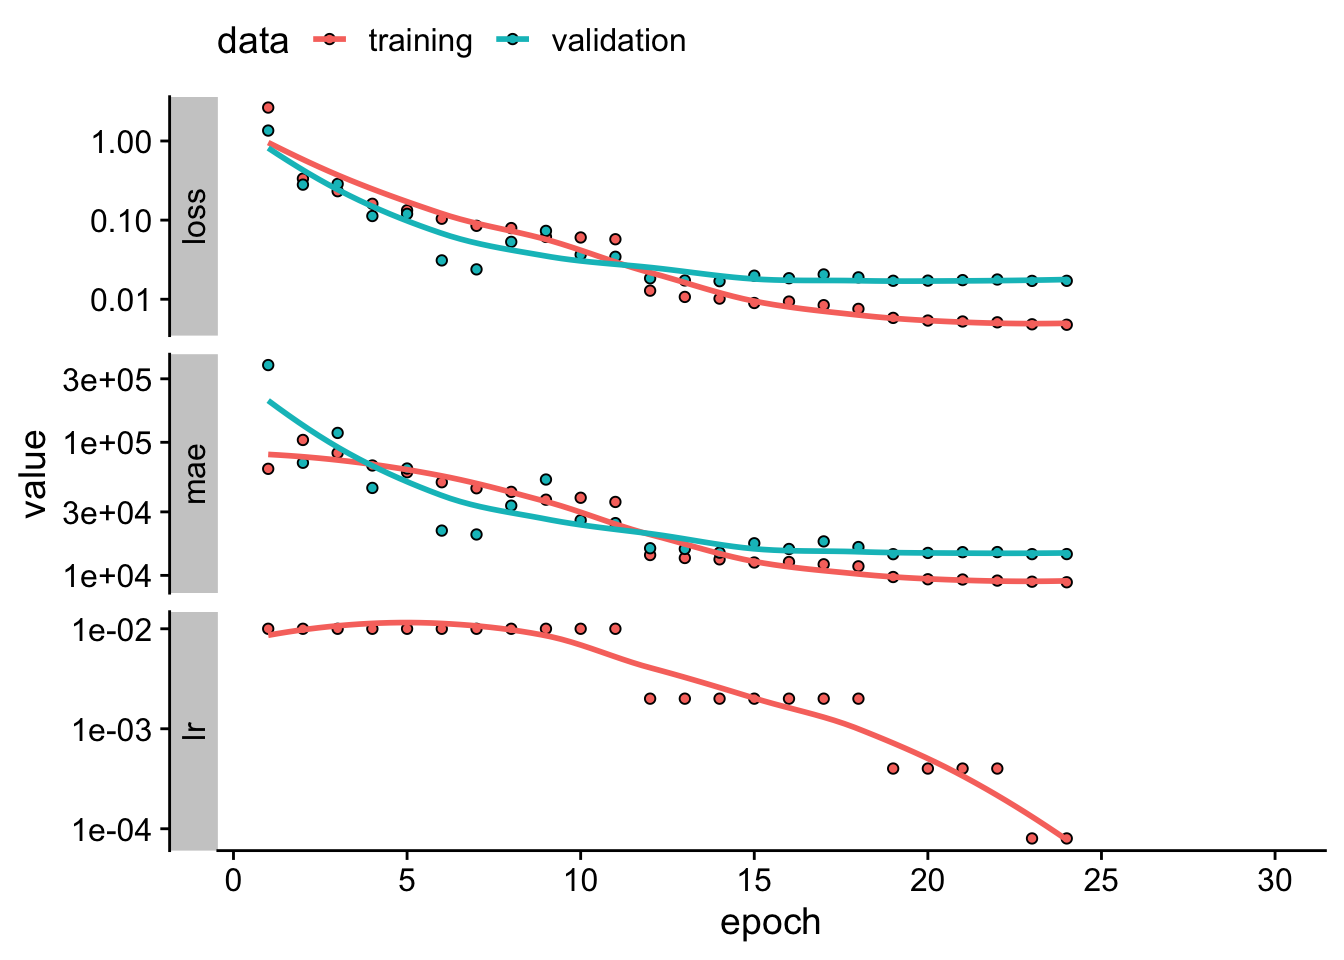 data training validation
loss
1.00
0.10
0.01
value
mae
3e+05
1e+05
3e+04
1e+04
lr
1e-02
1e-03
1e-04
0 5 10 15 20 25 30
epoch